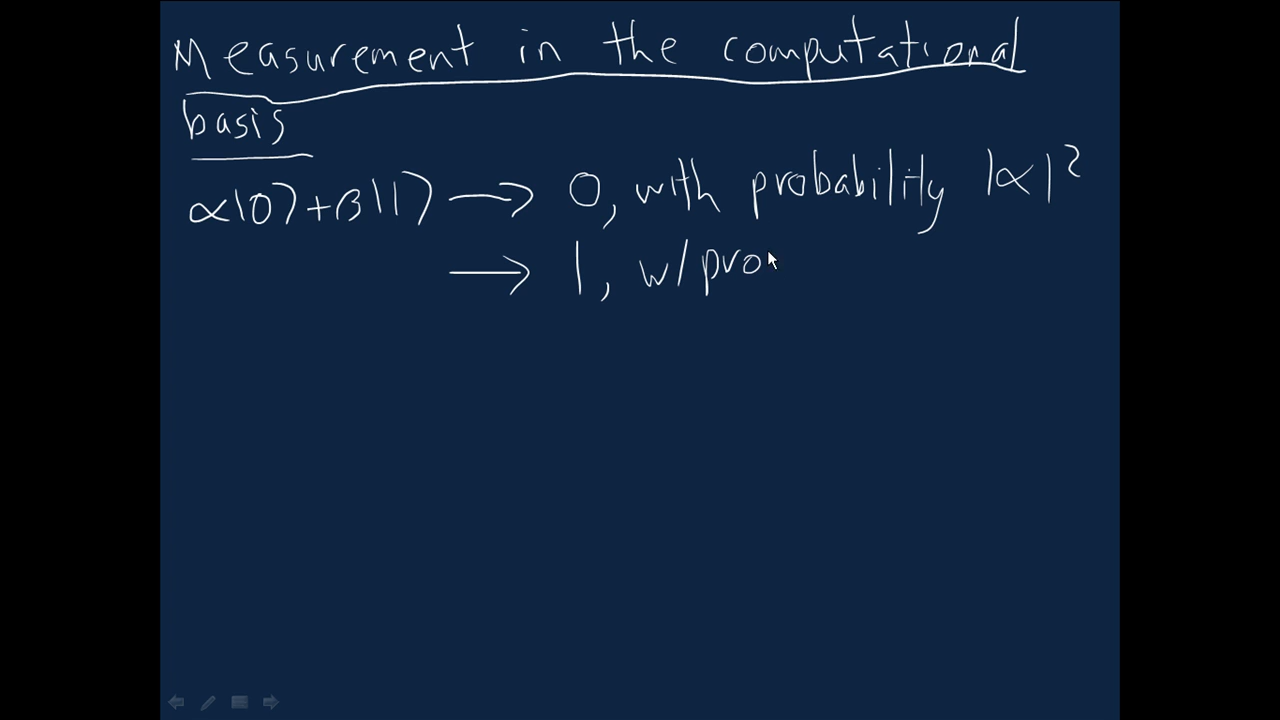 Measurement in the computational
basis
α|0⟩+β|1⟩ → 0, with probability |α|²
→ 1, w/pro